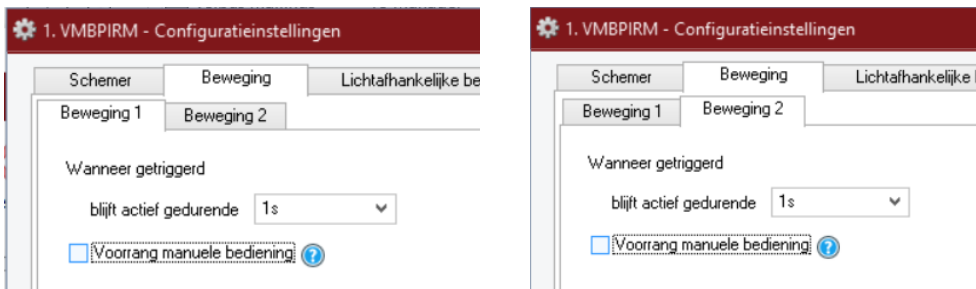 1. VMBPIRM - Configuratieinstellingen
Schemer Beweging Lichtafhankelijke be
Beweging 1 Beweging 2
Wanneer getriggerd
blijft actief gedurende 1s
Voorrang manuele bediening ?
1. VMBPIRM - Configuratieinstellingen
Schemer Beweging Lichtafhankelijke
Beweging 1 Beweging 2
Wanneer getriggerd
blijft actief gedurende 1s
Voorrang manuele bediening ?